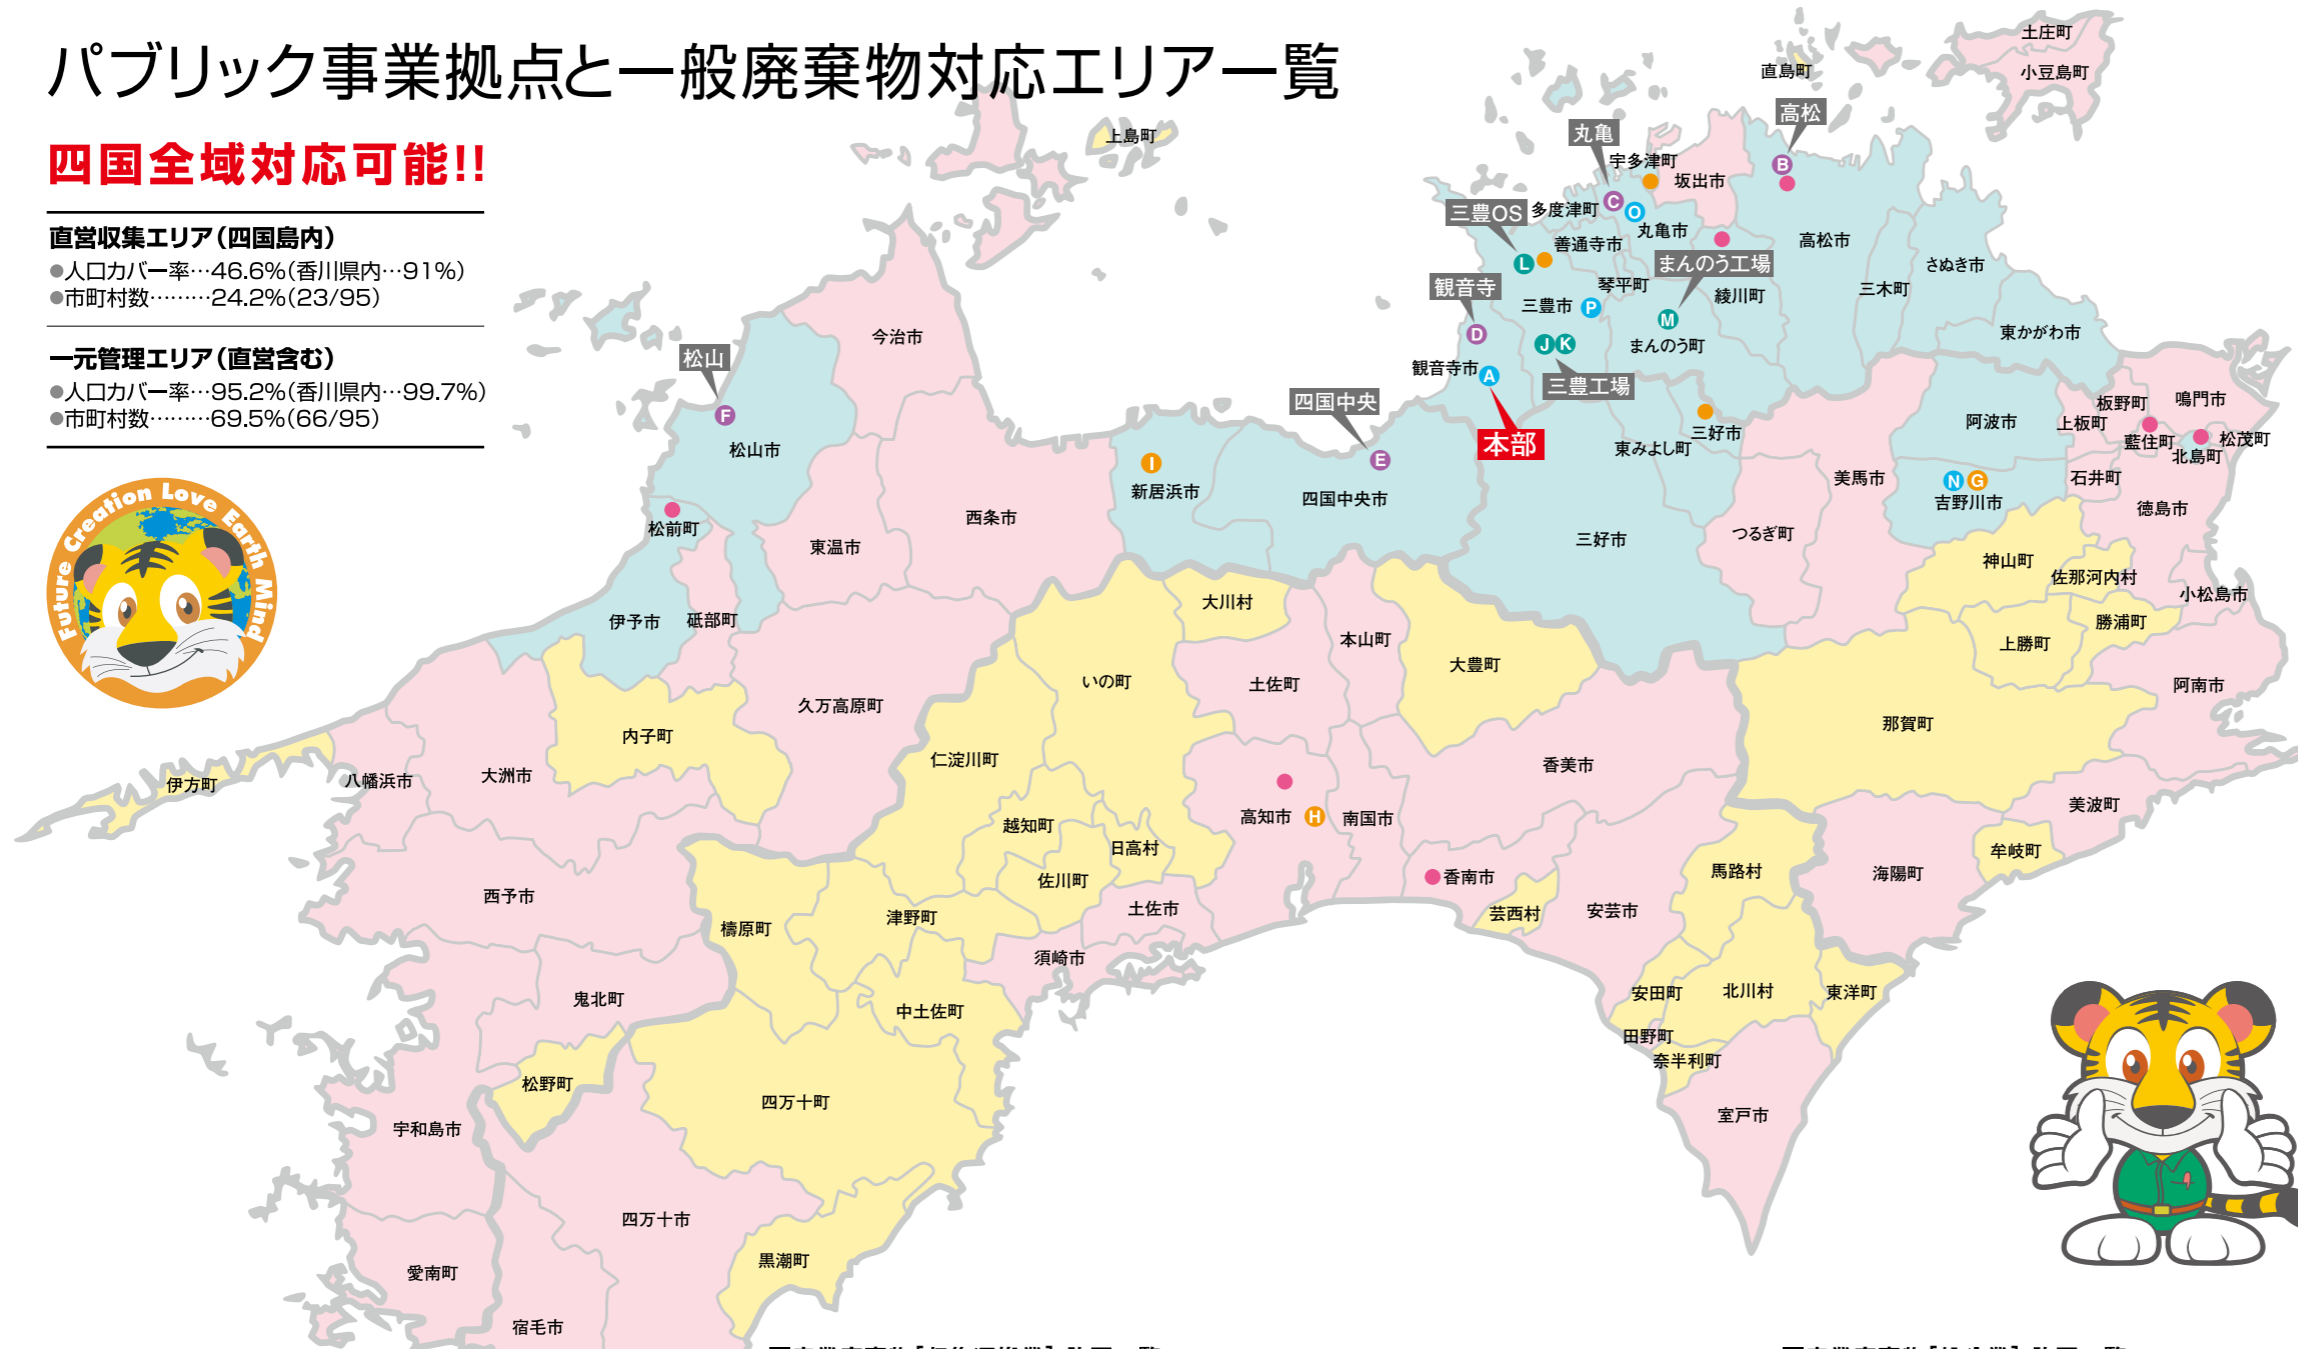 パブリック事業拠点と一般廃棄物対応エリア一覧
四国全域対応可能!!
直営収集エリア(四国島内)
●人口カバー率…46.6%(香川県内…91%)
●市町村数………24.2%(23/95)
一元管理エリア(直営含む)
●人口カバー率…95.2%(香川県内…99.7%)
●市町村数………69.5%(66/95)
Future Creation Love Earth Mind
土庄町
小豆島町
直島町
高松
B
丸亀
宇多津町
坂出市
C
O
三豊OS
多度津町
丸亀市
善通寺市
L
高松市
さぬき市
まんのう工場
観音寺
琴平町
綾川町
三木町
三豊市
P
M
D
東かがわ市
J K
まんのう町
観音寺市
A
三豊工場
本部
上島町
今治市
松山
F
松山市
四国中央
E
I
新居浜市
四国中央市
西条市
松前町
東温市
伊予市
砥部町
久万高原町
内子町
大洲市
八幡浜市
伊方町
西予市
鬼北町
松野町
宇和島市
愛南町
三好市
東みよし町
三好市
つるぎ町
美馬市
阿波市
N G
吉野川市
板野町
上板町
鳴門市
藍住町
松茂町
北島町
石井町
徳島市
神山町
佐那河内村
小松島市
勝浦町
上勝町
阿南市
那賀町
美波町
牟岐町
海陽町
大川村
本山町
大豊町
いの町
土佐町
仁淀川町
香美市
越知町
日高村
高知市
H
南国市
佐川町
香南市
土佐市
津野町
檮原町
芸西村
安芸市
馬路村
須崎市
中土佐町
安田町
北川村
東洋町
田野町
奈半利町
室戸市
四万十町
四万十市
黒潮町
宿毛市